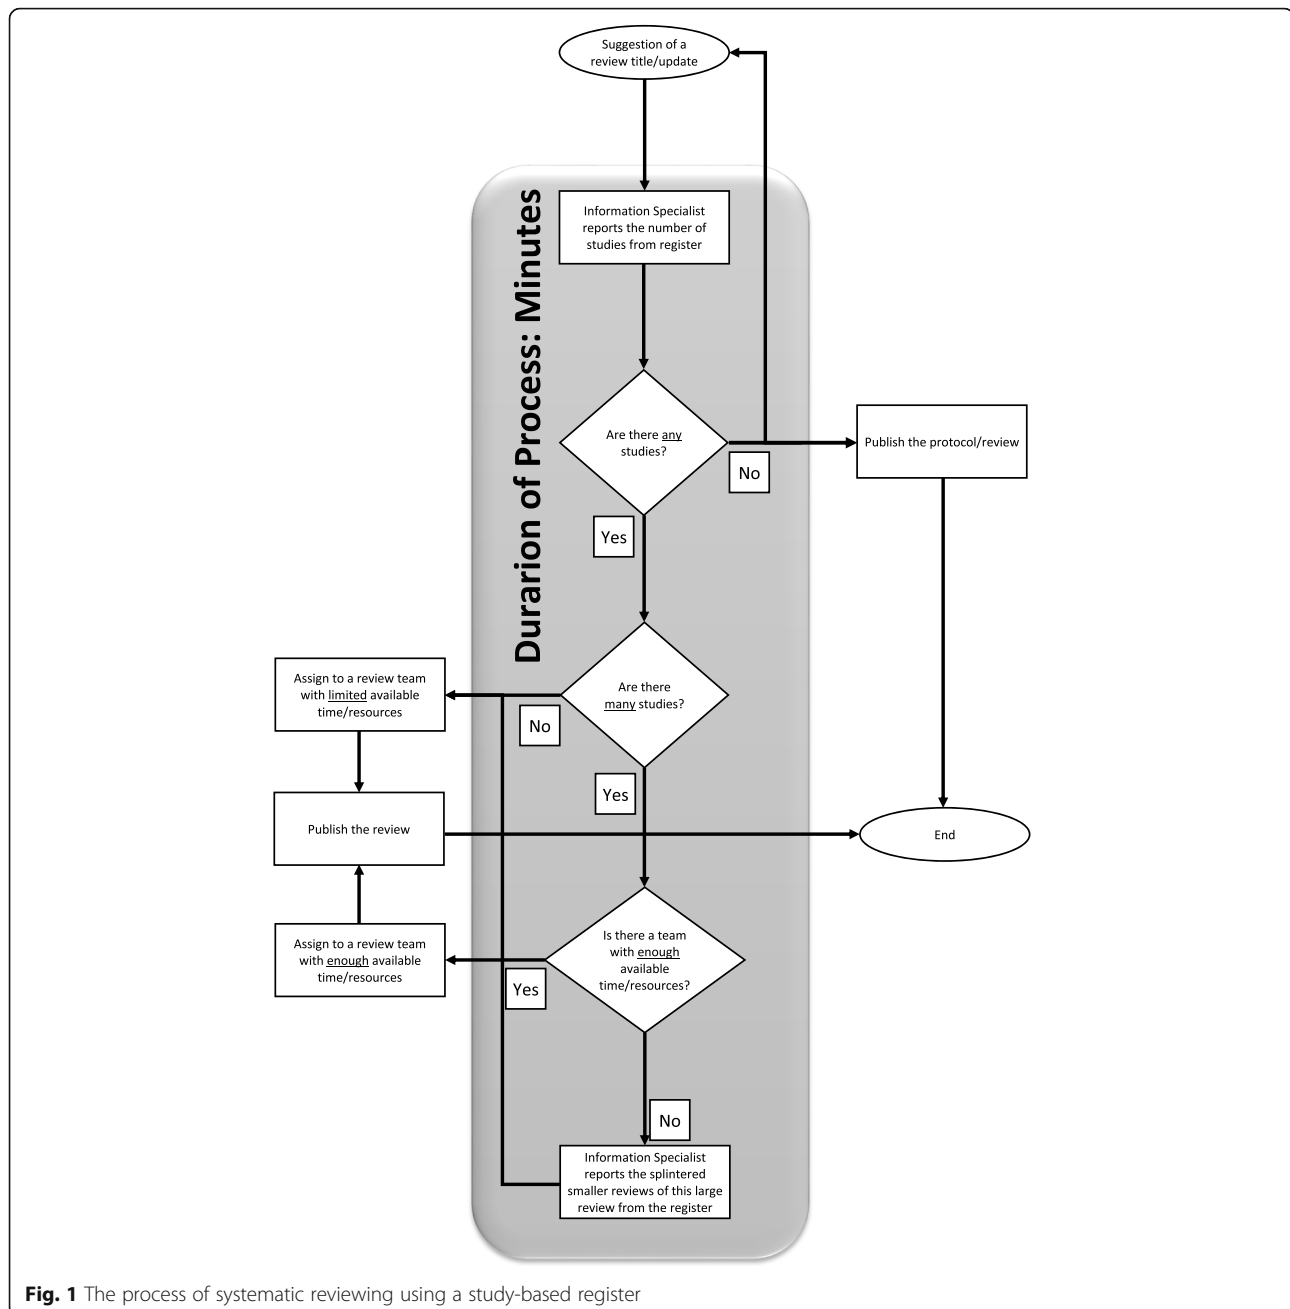 Suggestion of a
review title/update
Durarion of Process: Minutes
Information Specialist
reports the number of
studies from register
Are there any
studies?
No
Publish the protocol/review
Yes
Are there
many studies?
No
Assign to a review team
with limited available
time/resources
Yes
Publish the review
End
Is there a team
with enough
available
time/resources?
Yes
Assign to a review team
with enough available
time/resources
No
Information Specialist
reports the splintered
smaller reviews of this large
review from the register
Fig. 1 The process of systematic reviewing using a study-based register